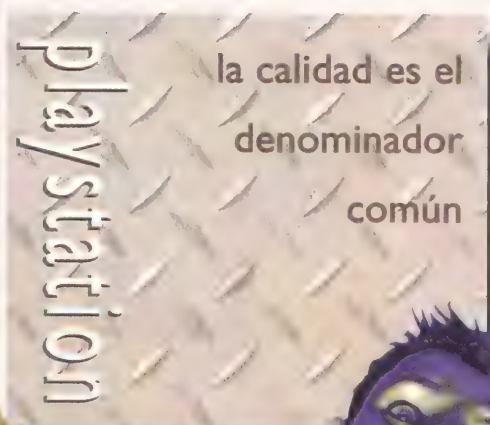 playstation
la calidad es el
denominador
común